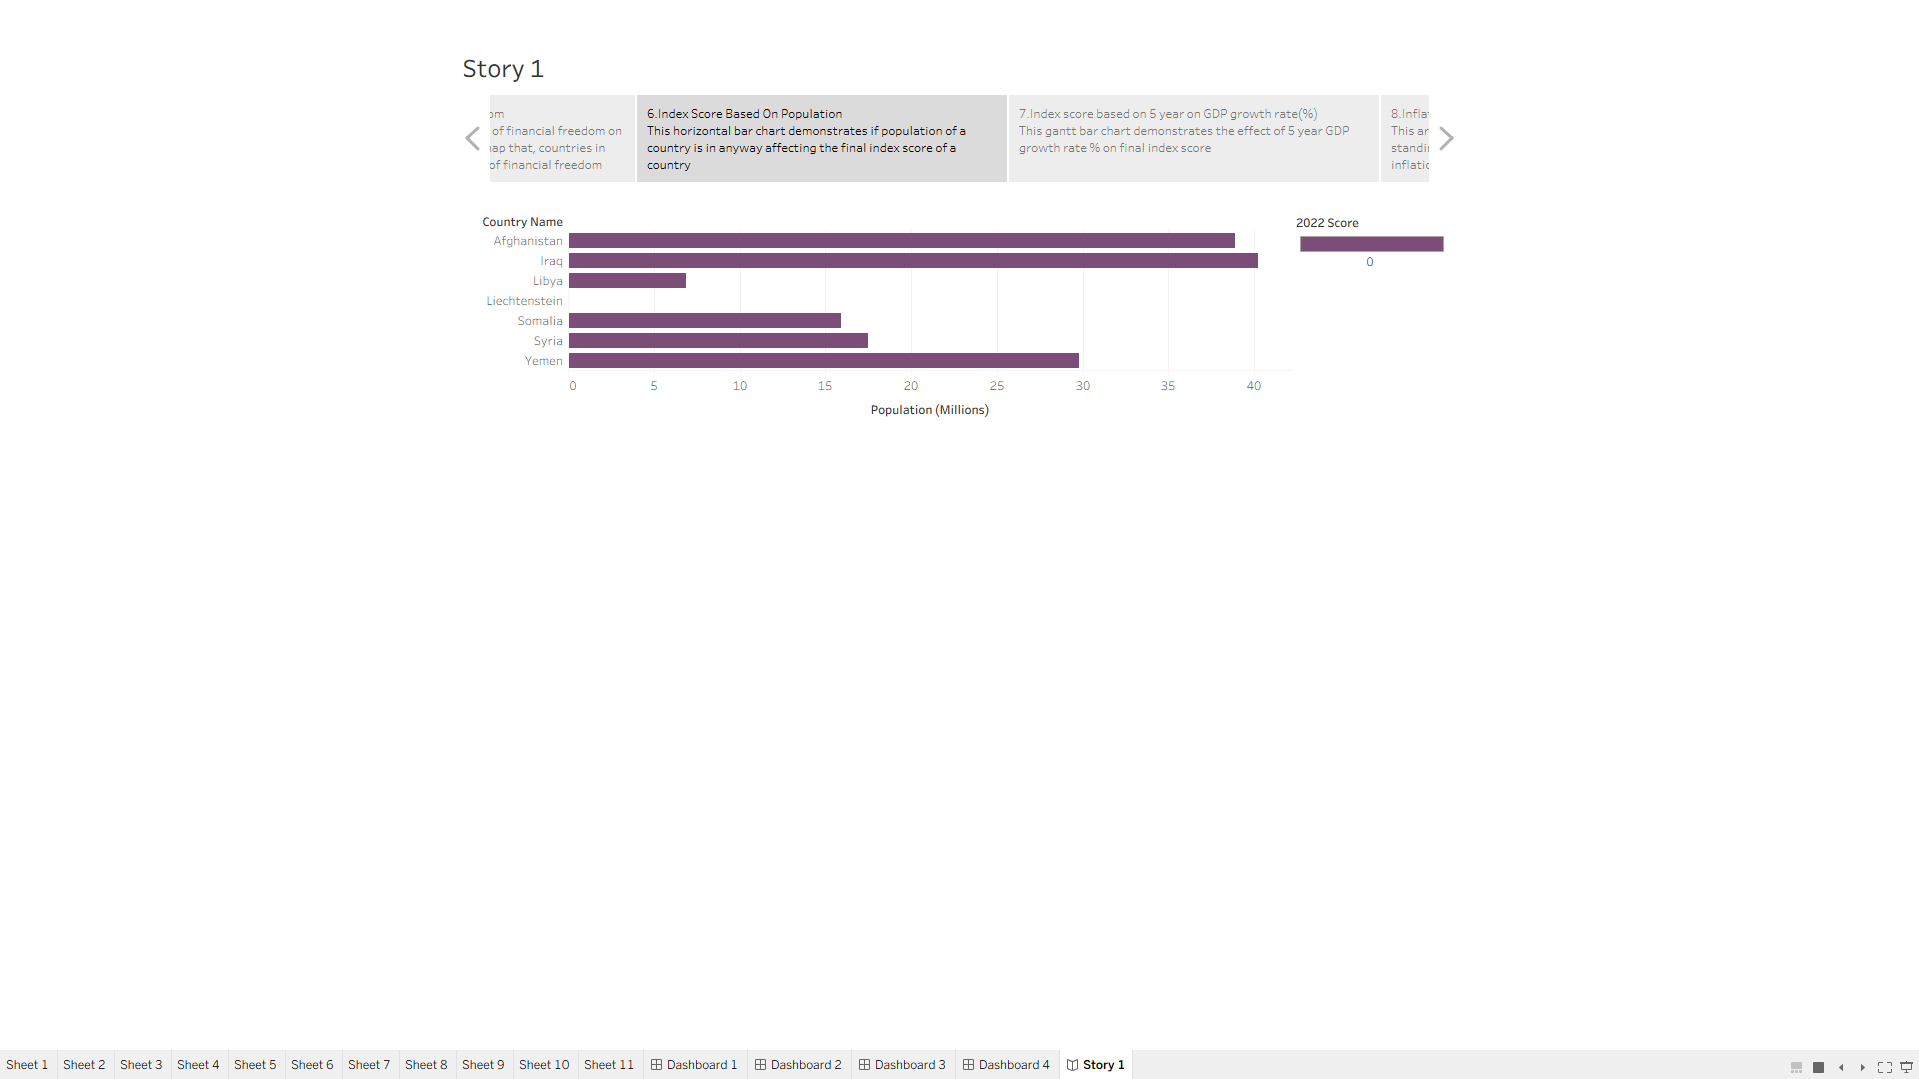 Story 1
of financial freedom on
that, countries in
of financial freedom
6.Index Score Based On Population
This horizontal bar chart demonstrates if population of a
country is in anyway affecting the final index score of a
country
7.Index score based on 5 year on GDP growth rate(%)
This gantt bar chart demonstrates the effect of 5 year GDP
growth rate % on final index score
8.
This
Country Name
Afghanistan
Iraq
Libya
Liechtenstein
Somalia
Syria
Yemen
0 5 10 15 20 25 30 35 40
Population (Millions)
2022 Score
0
Sheet 1 Sheet 2 Sheet 3 Sheet 4 Sheet 5 Sheet 6 Sheet 7 Sheet 8 Sheet 9 Sheet 10 Sheet 11 Dashboard 1 Dashboard 2 Dashboard 3 Dashboard 4 Story 1